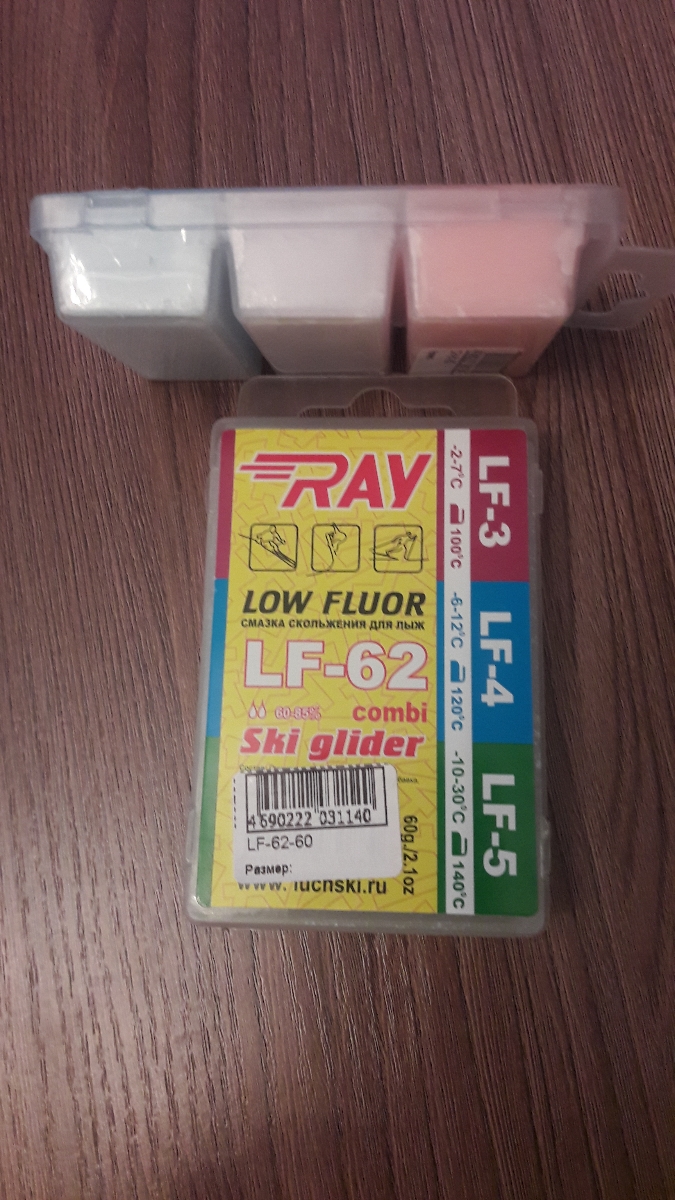 RAY
LOW FLUOR
СМАЗКА СКОЛЬЖЕНИЯ ДЛЯ ЛЫЖ
LF-62
60-85% combi
Ski glider
4 690222 031140
LF-62-60
Размер:
www.luchski.ru
60g./2,1oz
LF-3
-2-7°C 100°C
LF-4
-6-12°C 120°C
LF-5
-10-30°C 140°C